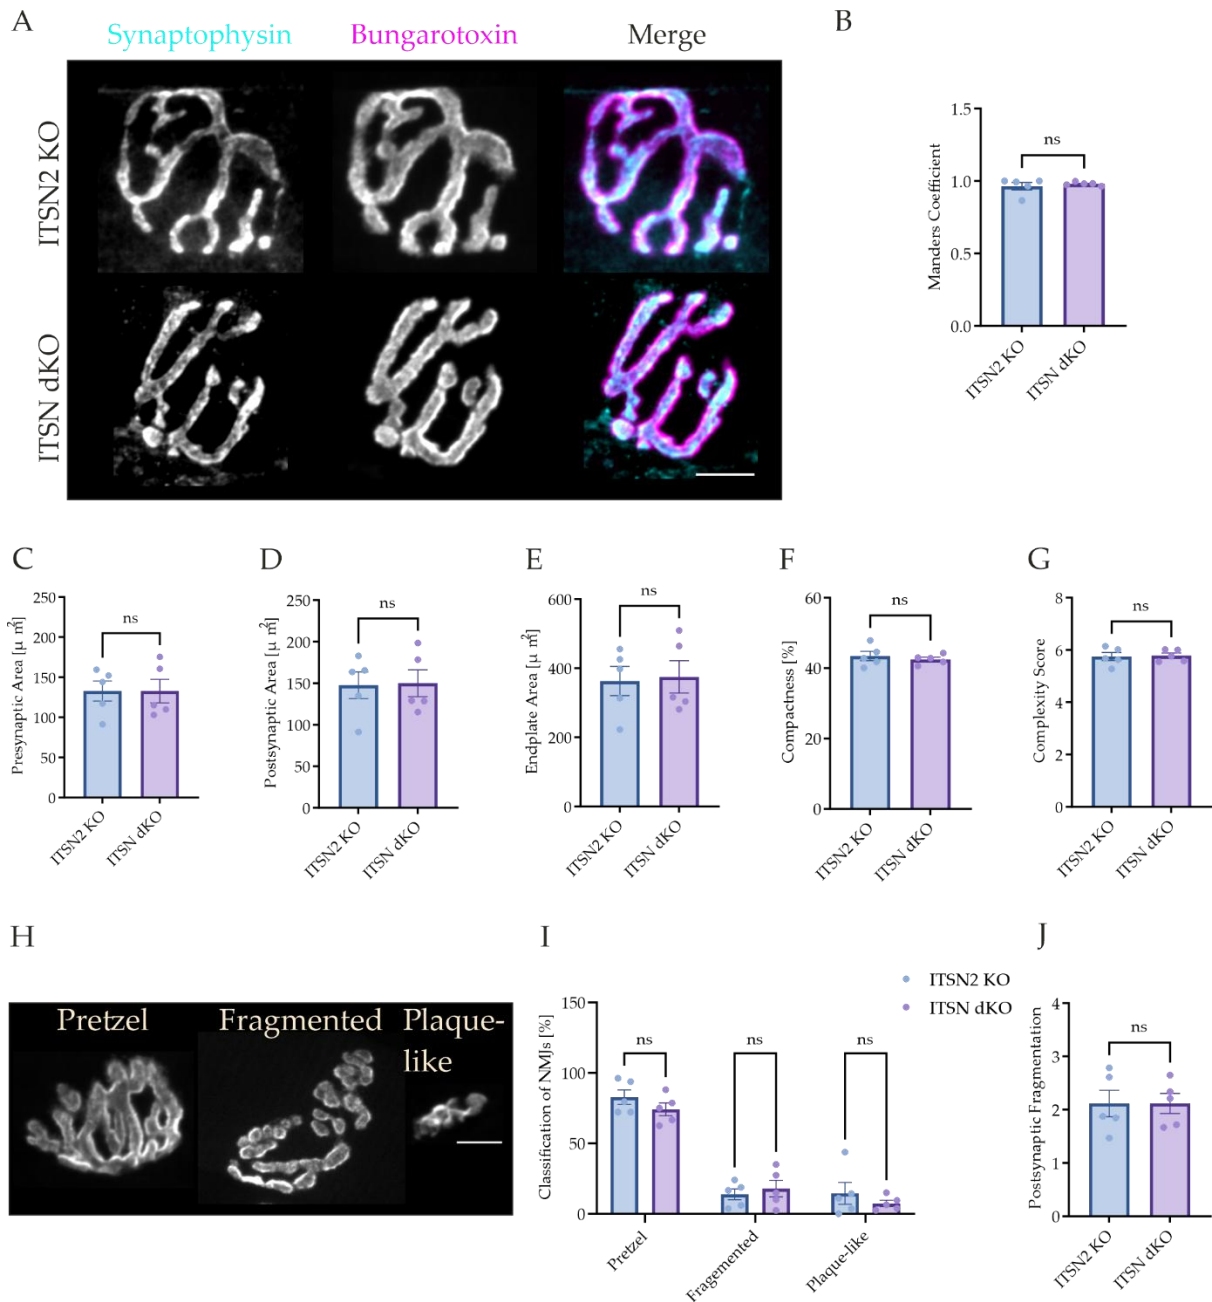 A
Synaptophysin
Bungarotoxin
Merge
ITSN2 KO
ITSN dKO
B
Manders Coefficient
1.5
1.0
0.5
0.0
ns
ITSN2 KO
ITSN dKO
C
Presynaptic Area [µ m²]
250
200
150
100
50
0
ns
ITSN2 KO
ITSN dKO
D
Postsynaptic Area [µ m²]
250
200
150
100
50
0
ns
ITSN2 KO
ITSN dKO
E
Endplate Area [µ m²]
600
400
200
0
ns
ITSN2 KO
ITSN dKO
F
Compactness [%]
60
40
20
0
ns
ITSN2 KO
ITSN dKO
G
Complexity Score
8
6
4
2
0
ns
ITSN2 KO
ITSN dKO
H
Pretzel
Fragmented
Plaque-
like
I
Classification of NMJs [%]
150
100
50
0
ns
ns
ns
Pretzel
Fragemented
Plaque-like
ITSN2 KO
ITSN dKO
J
Postsynaptic Fragmentation
4
3
2
1
0
ns
ITSN2 KO
ITSN dKO